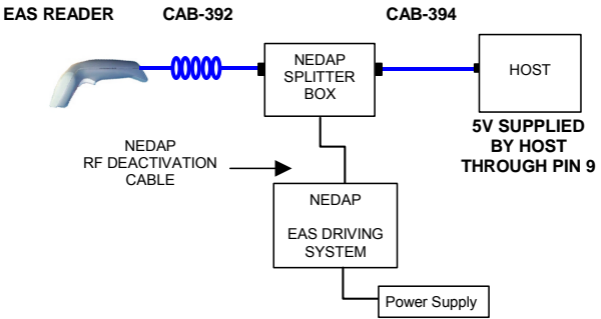 EAS READER
CAB-392
CAB-394
NEDAP
SPLITTER
BOX
HOST
5V SUPPLIED
BY HOST
THROUGH PIN 9
NEDAP
RF DEACTIVATION
CABLE
NEDAP
EAS DRIVING
SYSTEM
Power Supply